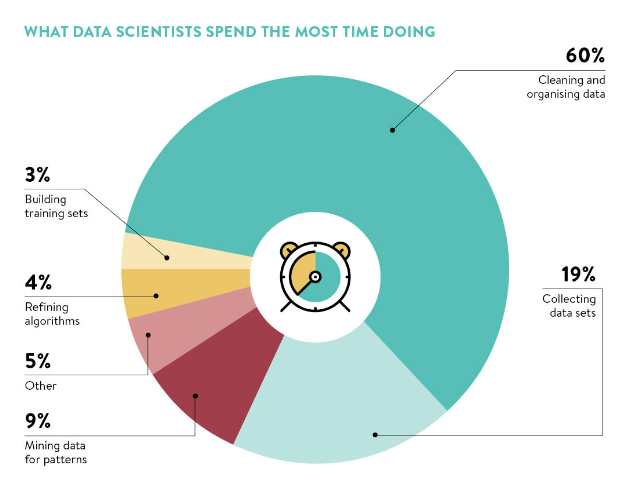 WHAT DATA SCIENTISTS SPEND THE MOST TIME DOING
60%
Cleaning and
organising data
3%
Building
training sets
4%
Refining
algorithms
19%
Collecting
data sets
5%
Other
9%
Mining data
for patterns